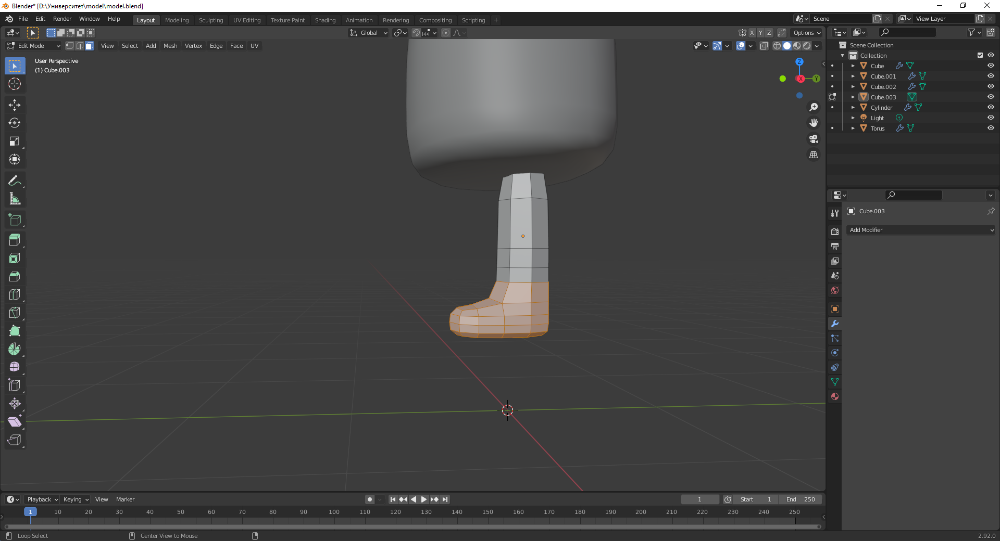 Blender* [D:\Университет\model\model.blend]
File Edit Render Window Help Layout Modeling Sculpting UV Editing Texture Paint Shading Animation Rendering Compositing Scripting + Scene View Layer
Global X Y Z Options
Edit Mode View Select Add Mesh Vertex Edge Face UV
User Perspective
(1) Cube.003
Z
X
Y
Scene Collection
Collection
Cube
Cube.001
Cube.002
Cube.003
Cylinder
Light
Torus
Cube.003
Add Modifier
Playback Keying View Marker 1 Start 1 End 250
1 10 20 30 40 50 60 70 80 90 100 110 120 130 140 150 160 170 180 190 200 210 220 230 240 250
Loop Select Center View to Mouse 2.92.0